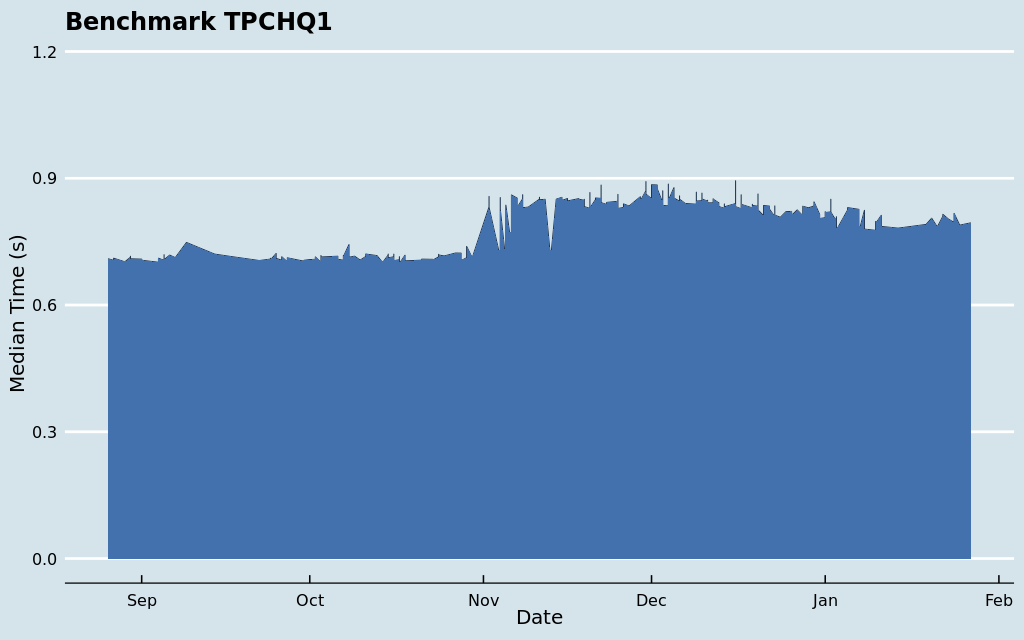 Benchmark TPCHQ1
1.2
0.9
0.6
0.3
0.0
Median Time (s)
Sep Oct Nov Dec Jan Feb
Date